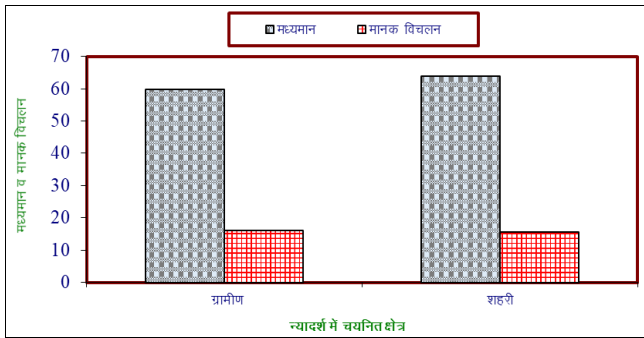 मध्यमान मानक विचलन
मध्यमान व मानक विचलन
70
60
50
40
30
20
10
0
ग्रामीण शहरी
न्यादर्श में चयनित क्षेत्र